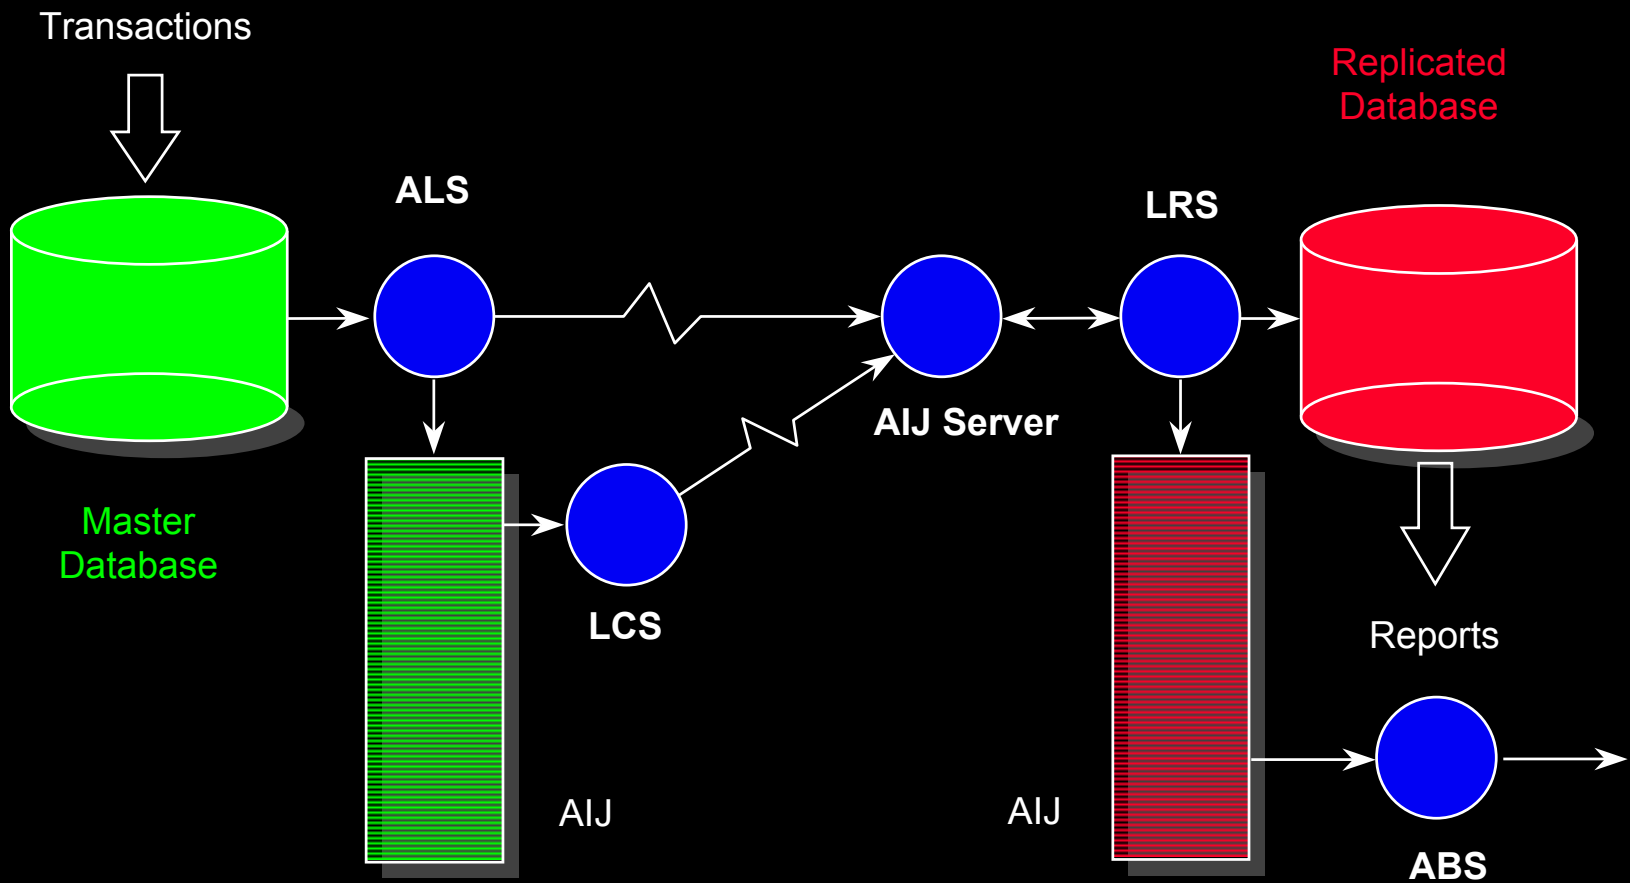 Transactions
Replicated
Database
ALS
LRS
AIJ Server
Master
Database
LCS
Reports
AIJ
AIJ
ABS